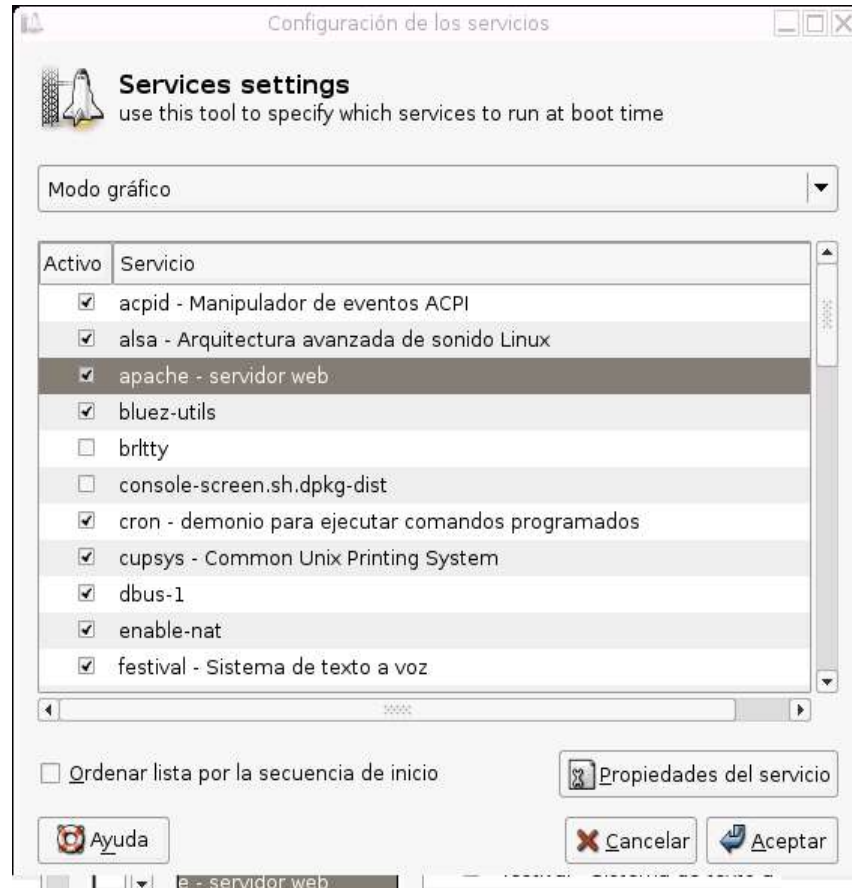 Configuración de los servicios
Services settings
use this tool to specify which services to run at boot time
Modo gráfico
Activo Servicio
acpid - Manipulador de eventos ACPI
alsa - Arquitectura avanzada de sonido Linux
apache - servidor web
bluez-utils
brltty
console-screen.sh.dpkg-dist
cron - demonio para ejecutar comandos programados
cupsys - Common Unix Printing System
dbus-1
enable-nat
festival - Sistema de texto a voz
Ordenar lista por la secuencia de inicio
Propiedades del servicio
Ayuda
Cancelar
Aceptar
e - servidor web